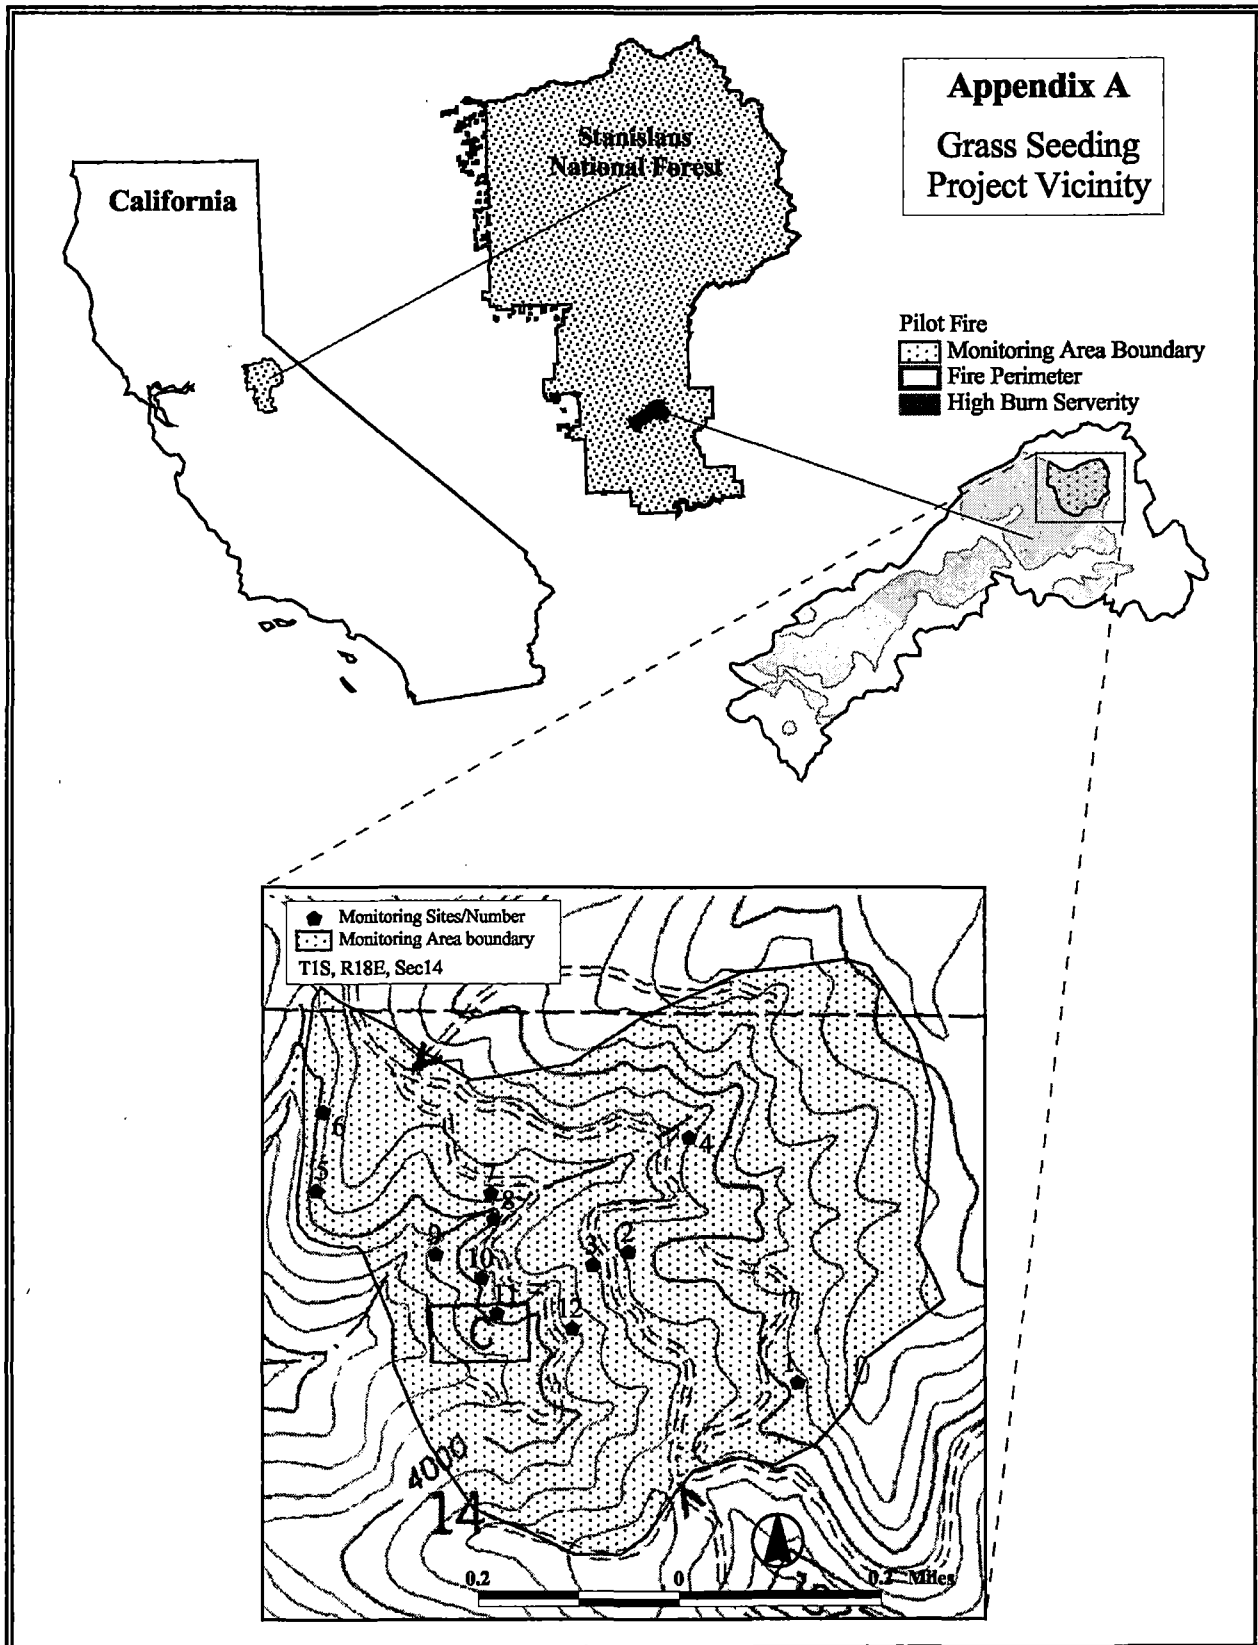 Appendix A
Grass Seeding
Project Vicinity
Stanislans
National Forest
California
Pilot Fire
Monitoring Area Boundary
Fire Perimeter
High Burn Serverity
Monitoring Sites/Number
Monitoring Area boundary
T1S, R18E, Sec14
6
4
5
7
8
9
2
3
10
11
12
C
1
4000
14
0.2
0
0.2 Miles